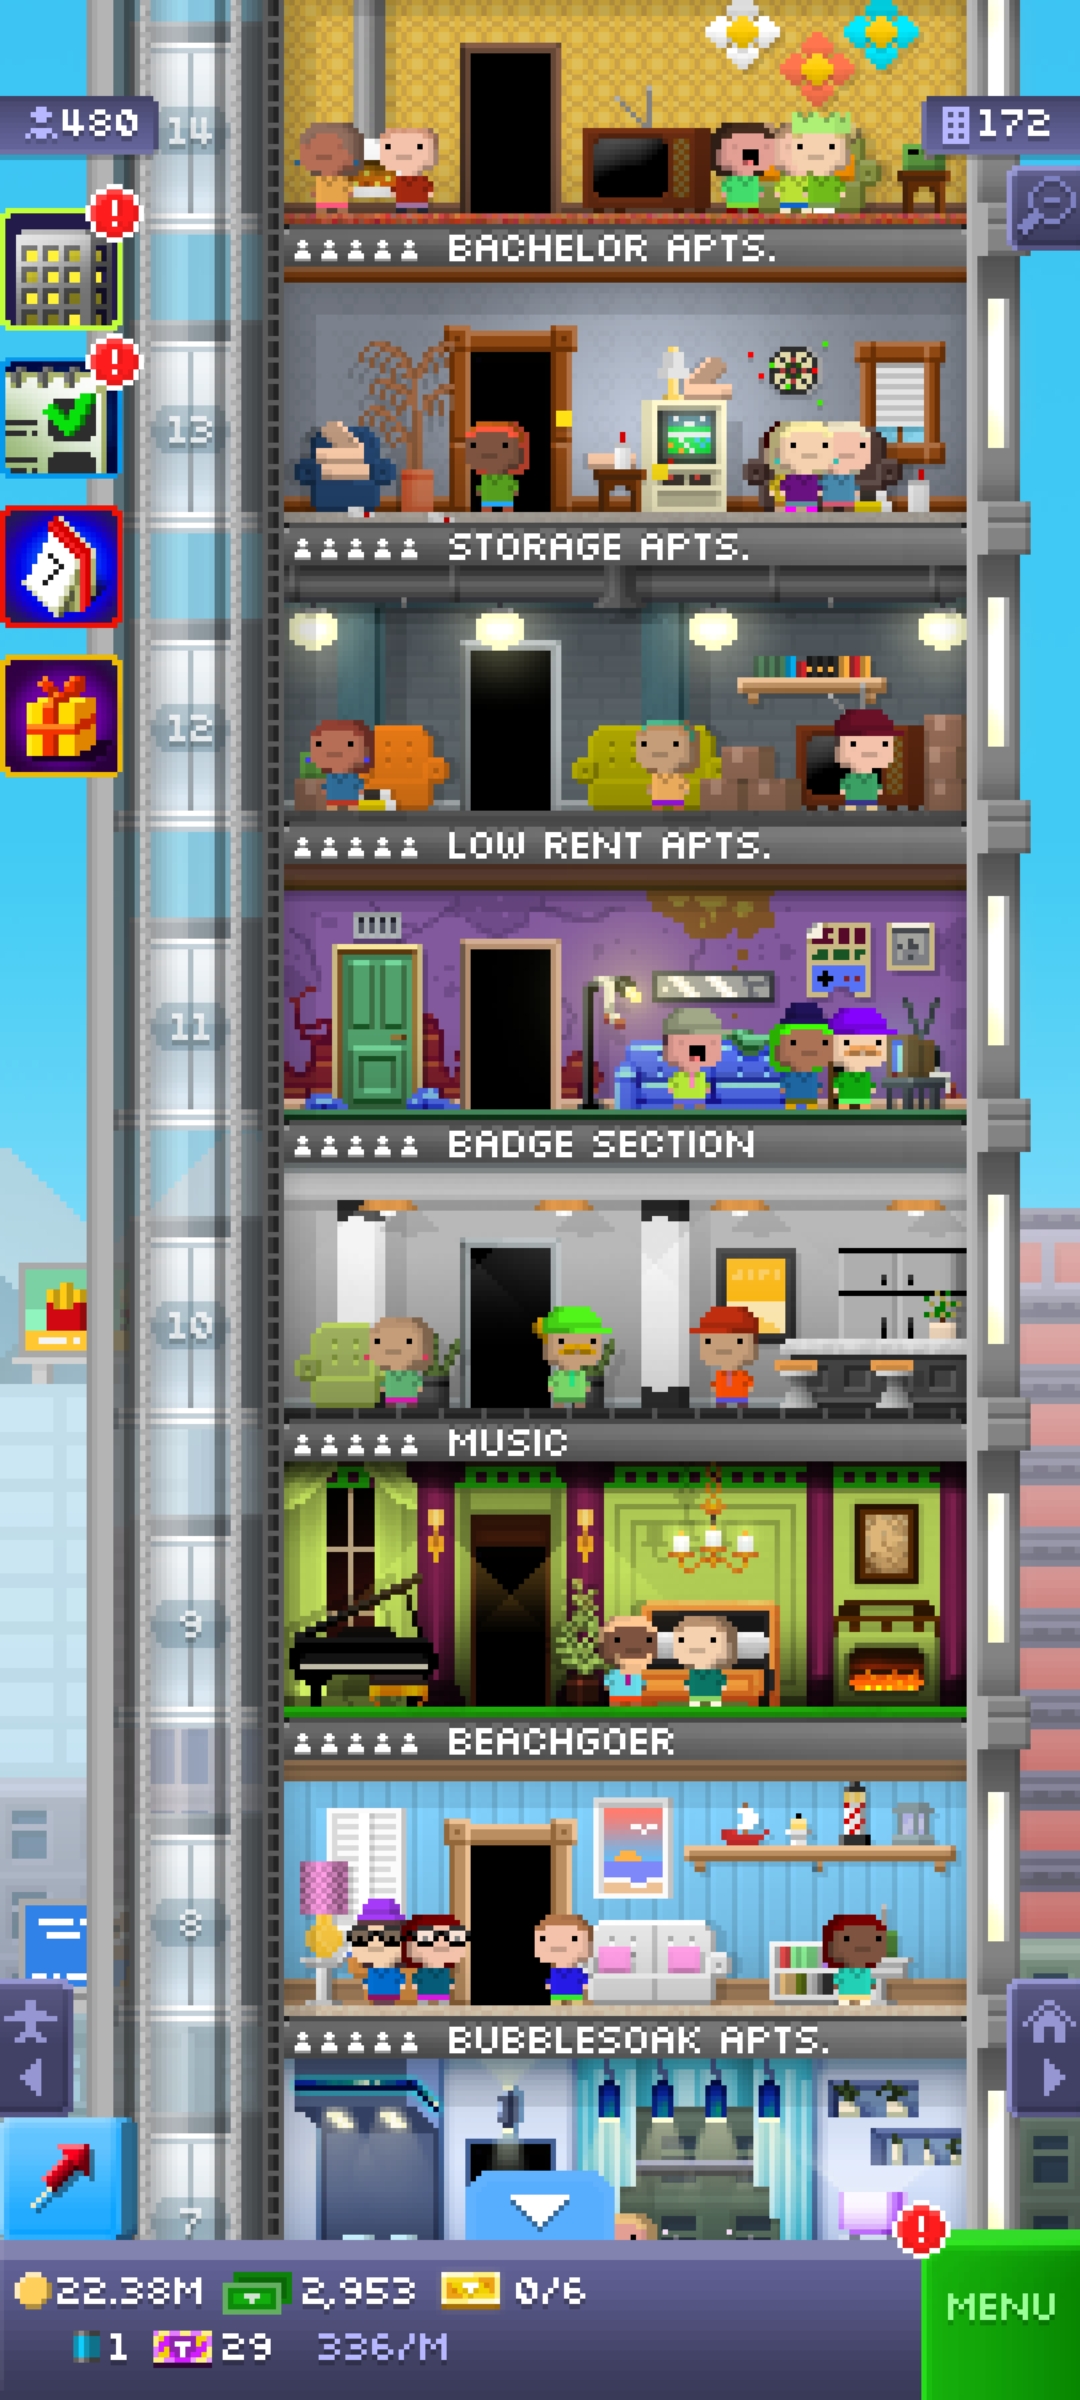 480
14
172
BACHELOR APTS.
13
STORAGE APTS.
12
LOW RENT APTS.
11
BADGE SECTION
10
MUSIC
9
BEACHGOER
8
BUBBLESOAK APTS.
7
22.38M 2,953 0/6
1 T 29 336/M
MENU